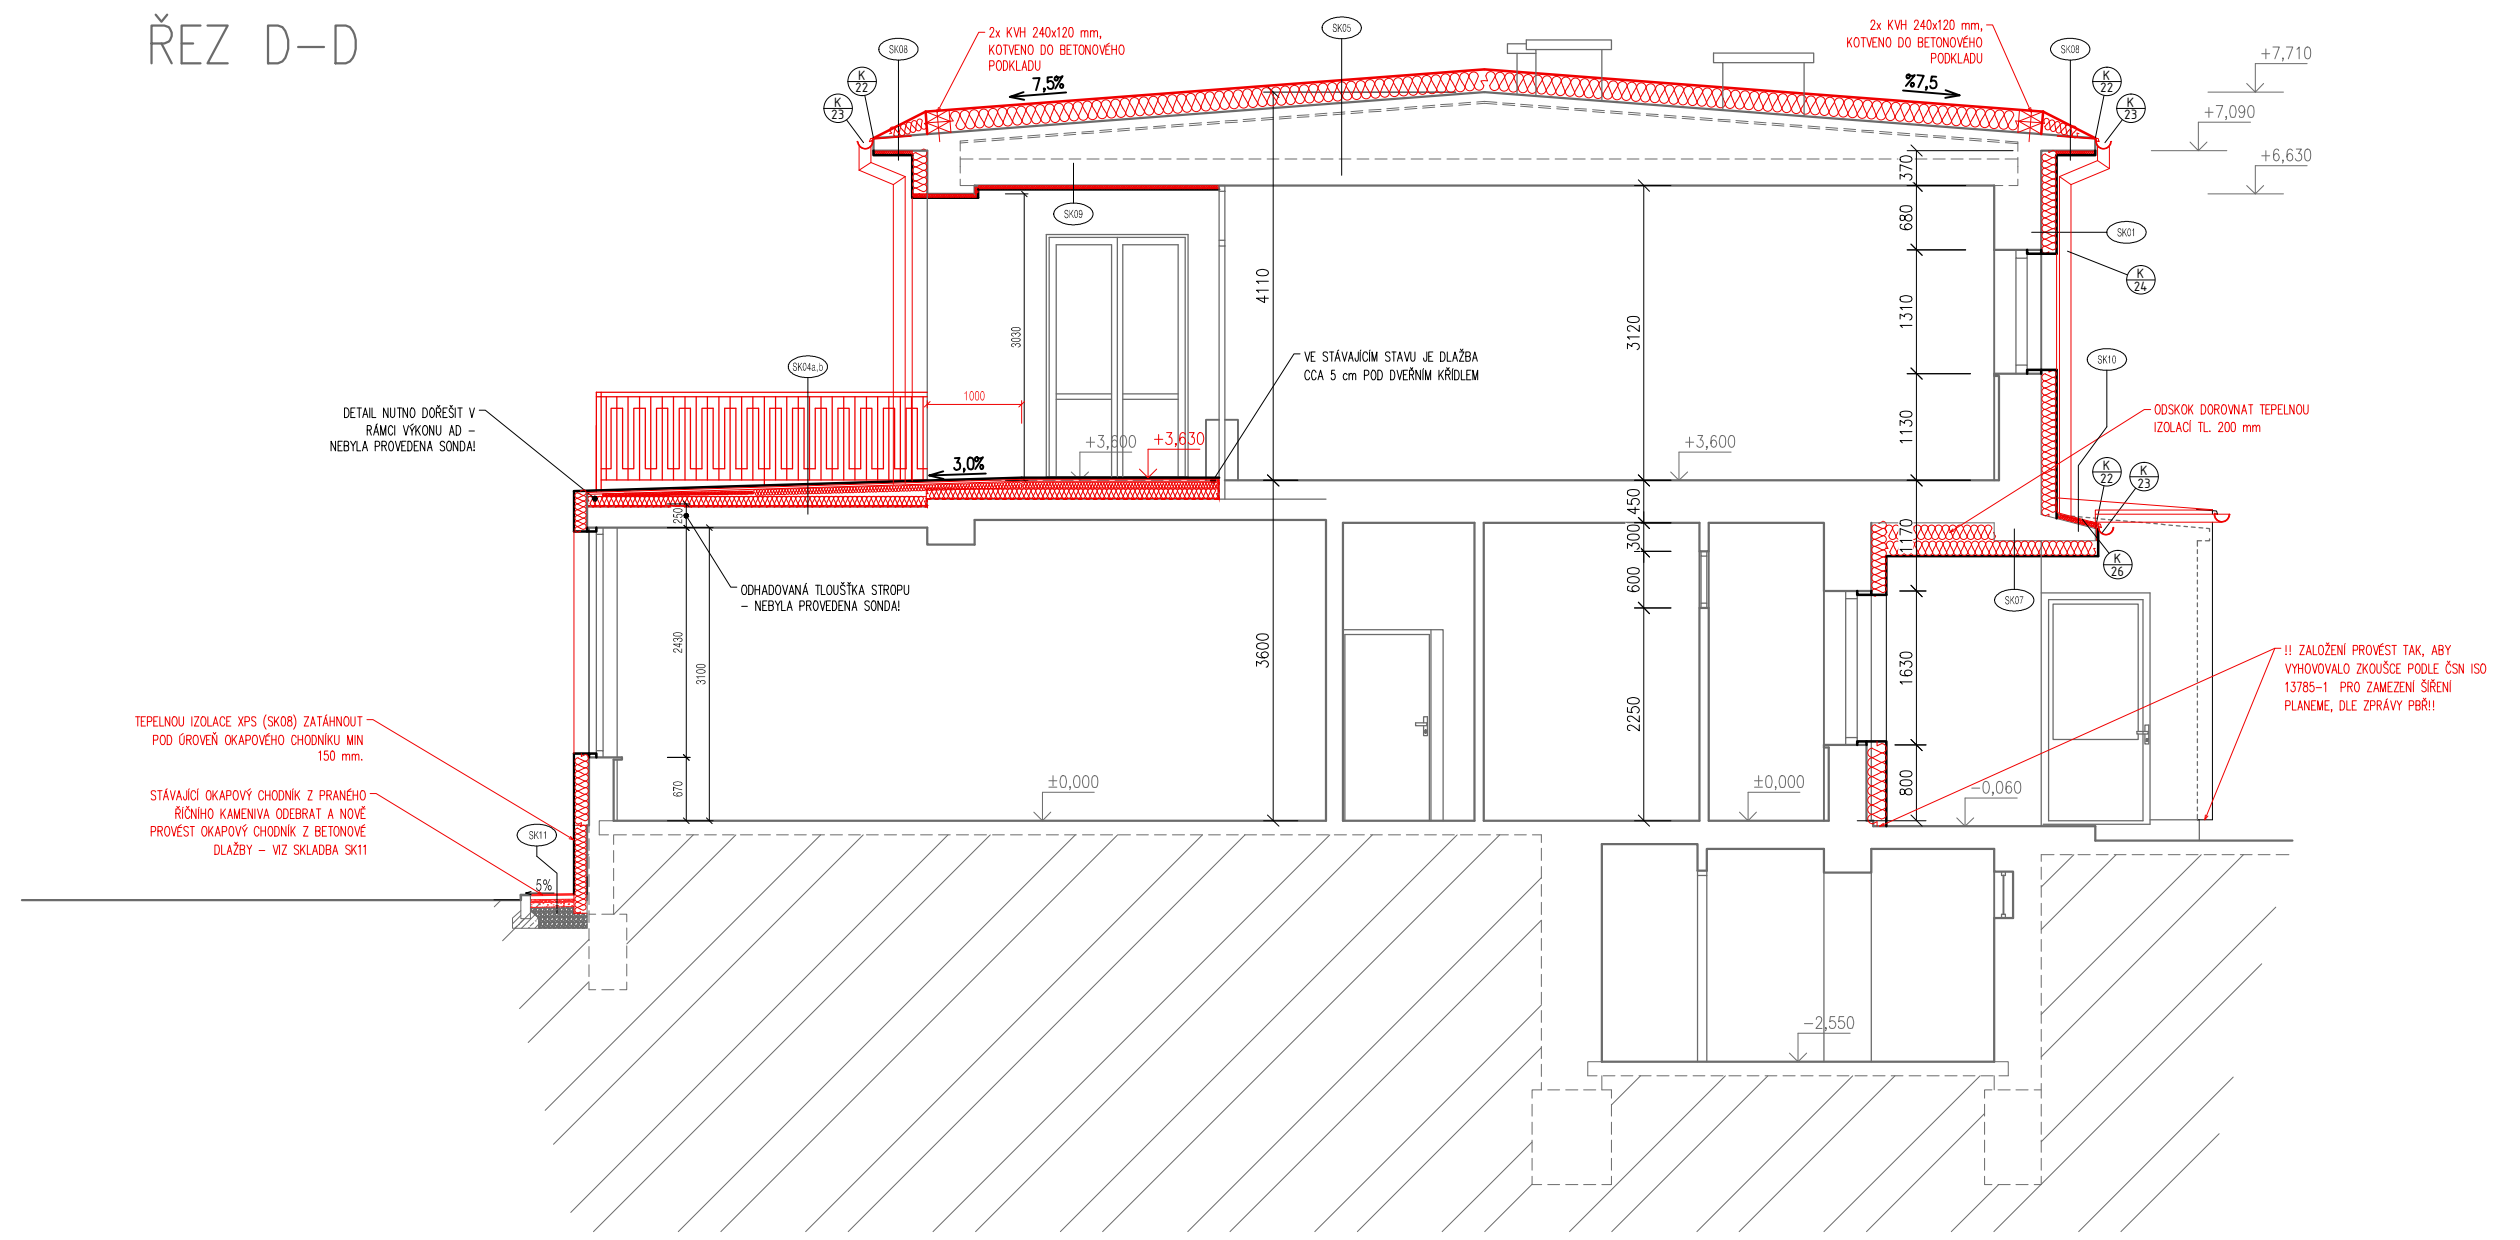 ŘEZ D-D
2x KVH 240x120 mm,
KOTVENO DO BETONOVÉHO
PODKLADU
2x KVH 240x120 mm,
KOTVENO DO BETONOVÉHO
PODKLADU
SK08
SK05
SK08
K
22
K
23
K
22
K
23
7,5%
%7,5
+7,710
+7,090
+6,630
SK09
SK01
K
24
370
680
1310
1130
1170
1630
800
4110
3600
3120
450
300
600
2250
3030
1000
SK04a,b
SK10
VE STÁVAJÍCÍM STAVU JE DLAŽBA
CCA 5 cm POD DVEŘNÍM KŘÍDLEM
DETAIL NUTNO DOŘEŠIT V
RÁMCI VÝKONU AD -
NEBYLA PROVEDENA SONDA!
ODSKOK DOROVNAT TEPELNOU
IZOLACÍ TL. 200 mm
+3,600
+3,630
+3,600
3,0%
K
22
K
23
K
26
250
2430
3100
670
ODHADOVANÁ TLOUŠŤKA STROPU
- NEBYLA PROVEDENA SONDA!
SK07
!! ZALOŽENÍ PROVÉST TAK, ABY
VYHOVOVALO ZKOUŠCE PODLE ČSN ISO
13785-1 PRO ZAMEZENÍ ŠÍŘENÍ
PLANEME, DLE ZPRÁVY PBŘ!!
TEPELNOU IZOLACE XPS (SK08) ZATÁHNOUT
POD ÚROVEŇ OKAPOVÉHO CHODNÍKU MIN
150 mm.
STÁVAJÍCÍ OKAPOVÝ CHODNÍK Z PRANÉHO
ŘÍČNÍHO KAMENIVA ODEBRAT A NOVĚ
PROVÉST OKAPOVÝ CHODNÍK Z BETONOVÉ
DLAŽBY - VIZ SKLADBA SK11
SK11
5%
±0,000
±0,000
-0,060
-2,550